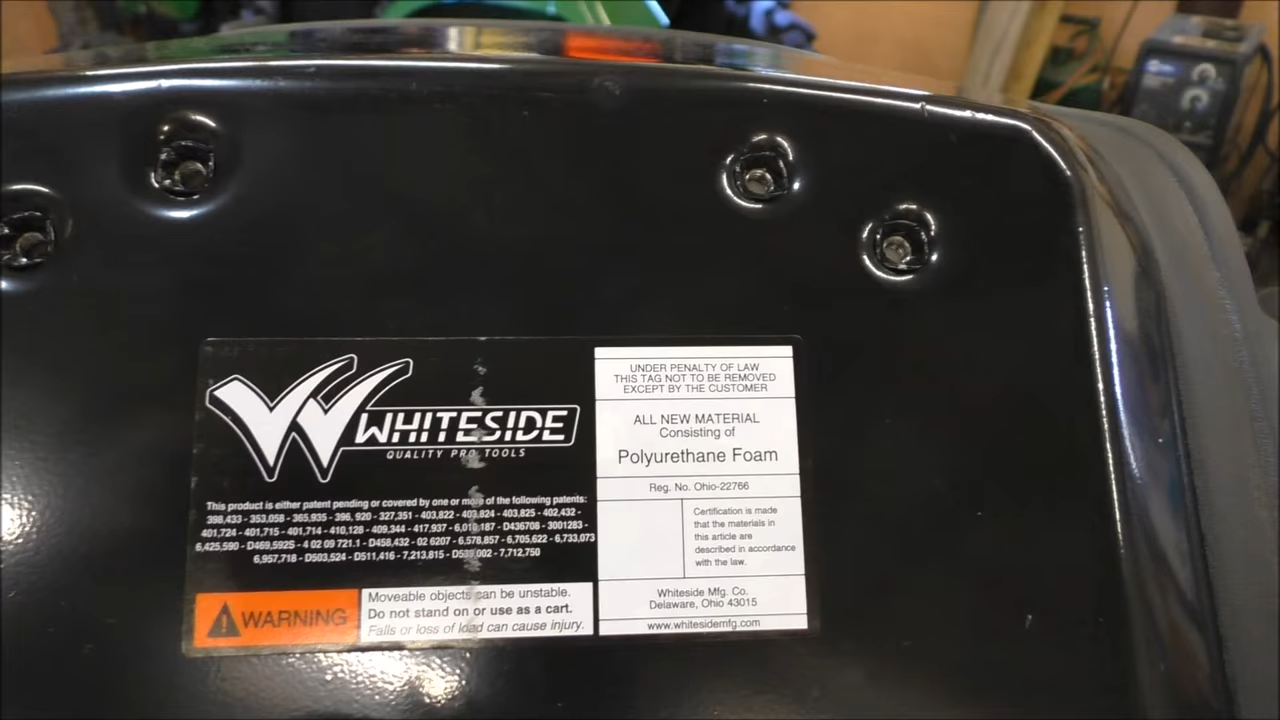 WHITESIDE
QUALITY PRO TOOLS
This product is either patent pending or covered by one or more of the following patents:
398,433 - 353,058 - 365,935 - 396, 920 - 327,351 - 403,822 - 403,824 - 403,825 - 402,432 -
401,724 - 401,715 - 401,714 - 410,128 - 409,344 - 417,937 - 6,010,187 - D436708 - 3001283 -
6,425,590 - D469,592S - 4 02 09 721.1 - D458,432 - 02 6207 - 6,578,857 - 6,705,622 - 6,733,073
6,957,718 - D503,524 - D511,416 - 7,213,815 - D539,002 - 7,712,750
WARNING
Moveable objects can be unstable.
Do not stand on or use as a cart.
Falls or loss of load can cause injury.
UNDER PENALTY OF LAW
THIS TAG NOT TO BE REMOVED
EXCEPT BY THE CUSTOMER
ALL NEW MATERIAL
Consisting of
Polyurethane Foam
Reg. No. Ohio-22766
Certification is made
that the materials in
this article are
described in accordance
with the law.
Whiteside Mfg. Co.
Delaware, Ohio 43015
www.whitesidemfg.com